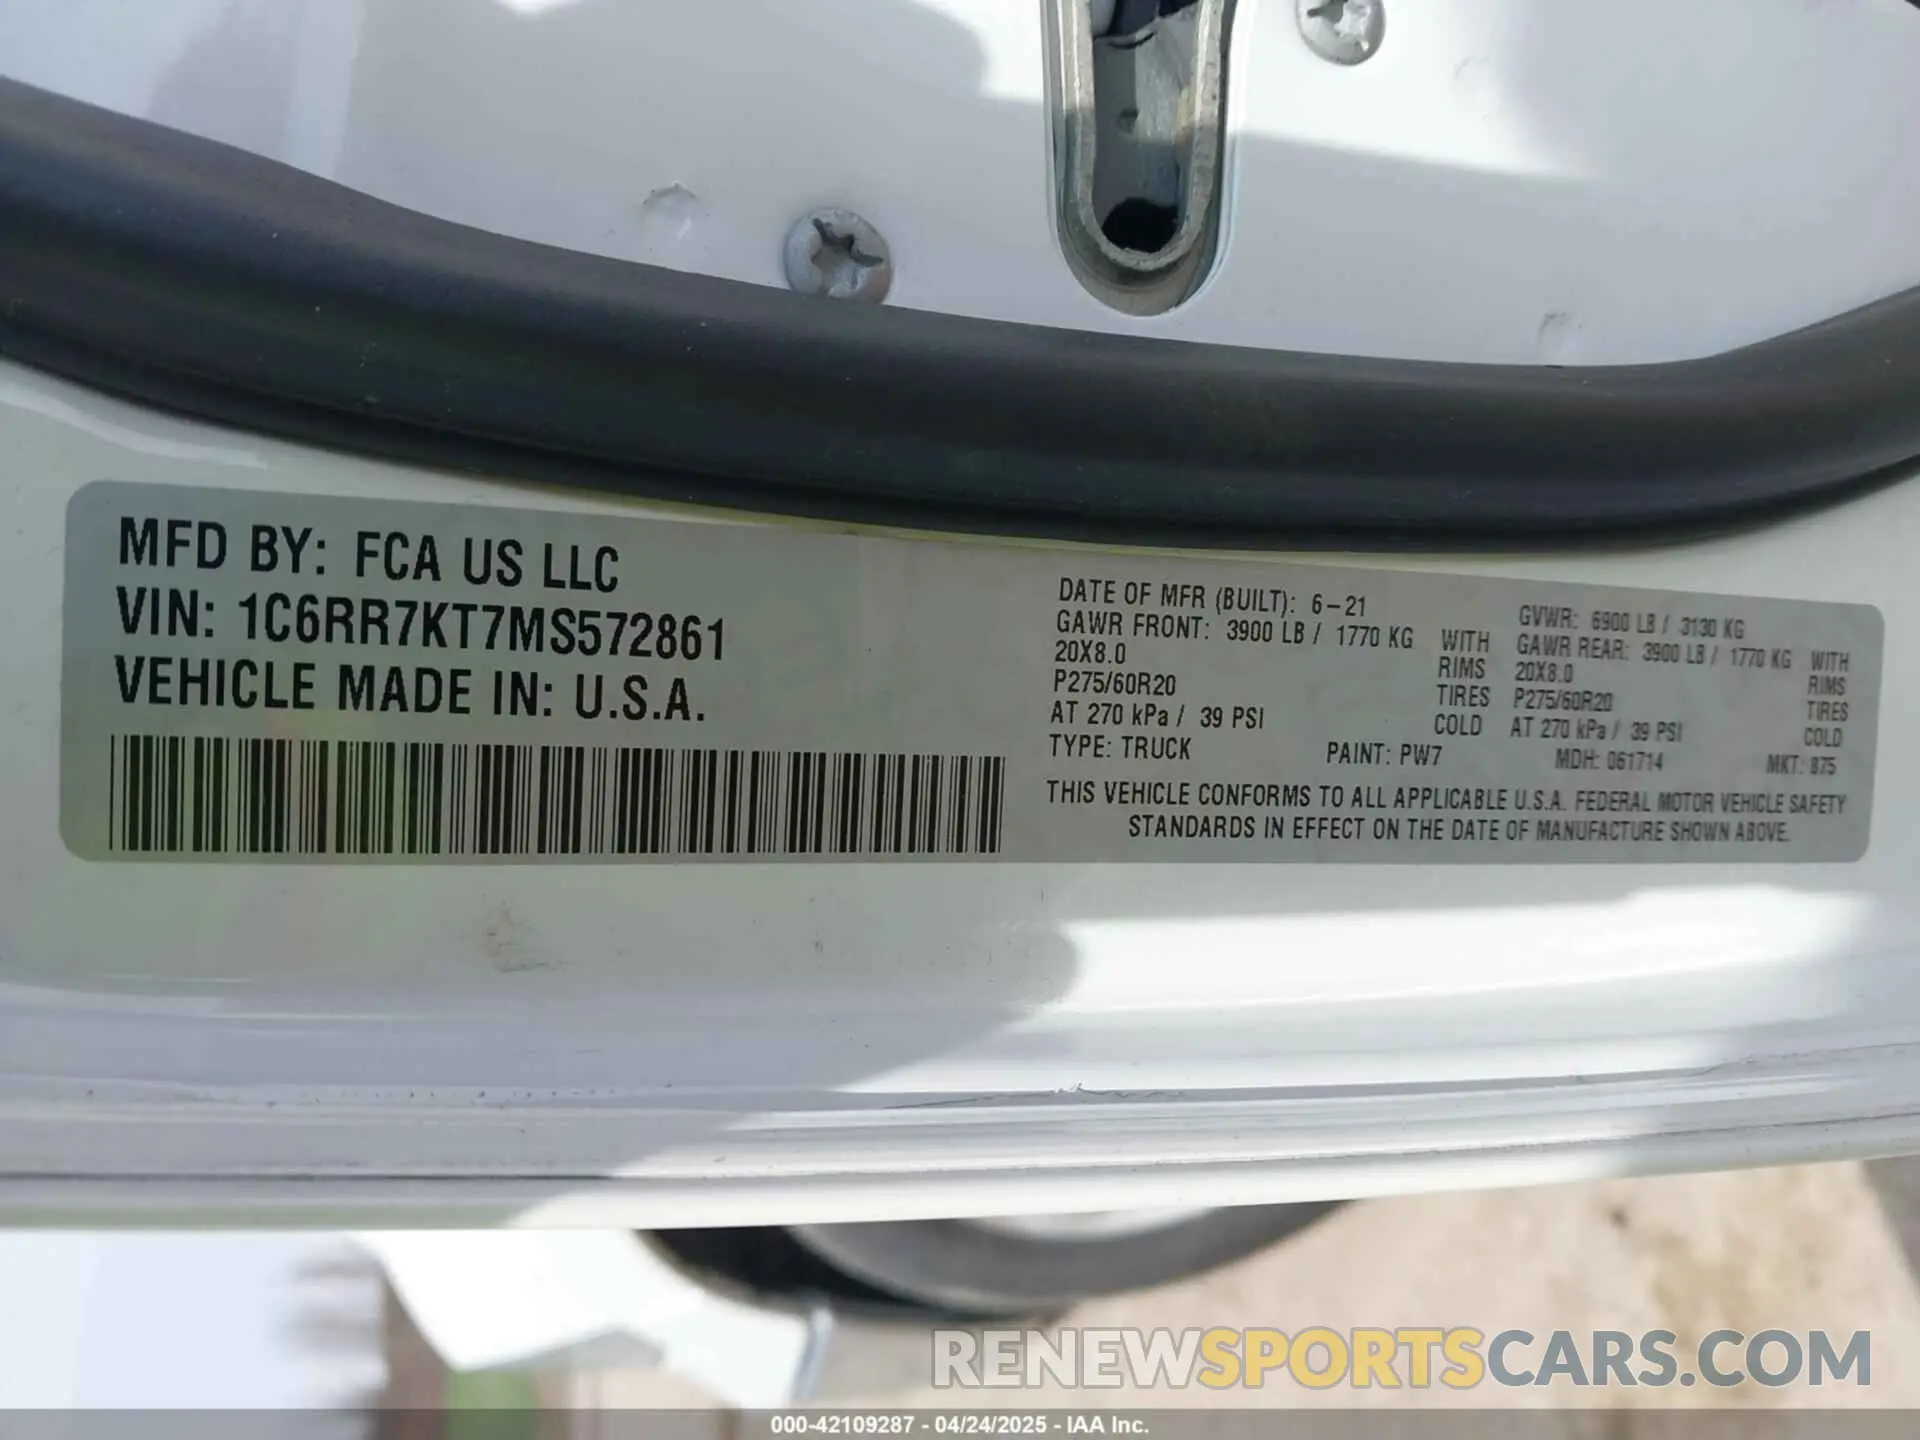 MFD BY: FCA US LLC
VIN: 1C6RR7KT7MS572861
VEHICLE MADE IN: U.S.A.
DATE OF MFR (BUILT): 6-21
GAWR FRONT: 3900 LB / 1770 KG WITH
20X8.0 RIMS
P275/60R20 TIRES
AT 270 kPa / 39 PSI COLD
GVWR: 6900 LB / 3130 KG
GAWR REAR: 3900 LB / 1770 KG WITH
20X8.0 RIMS
P275/60R20 TIRES
AT 270 kPa / 39 PSI COLD
TYPE: TRUCK PAINT: PW7 MDH: 061714 MKT: 875
THIS VEHICLE CONFORMS TO ALL APPLICABLE U.S.A. FEDERAL MOTOR VEHICLE SAFETY
STANDARDS IN EFFECT ON THE DATE OF MANUFACTURE SHOWN ABOVE.
RENEWSPORTSCARS.COM
000-42109287 - 04/24/2025 - IAA Inc.